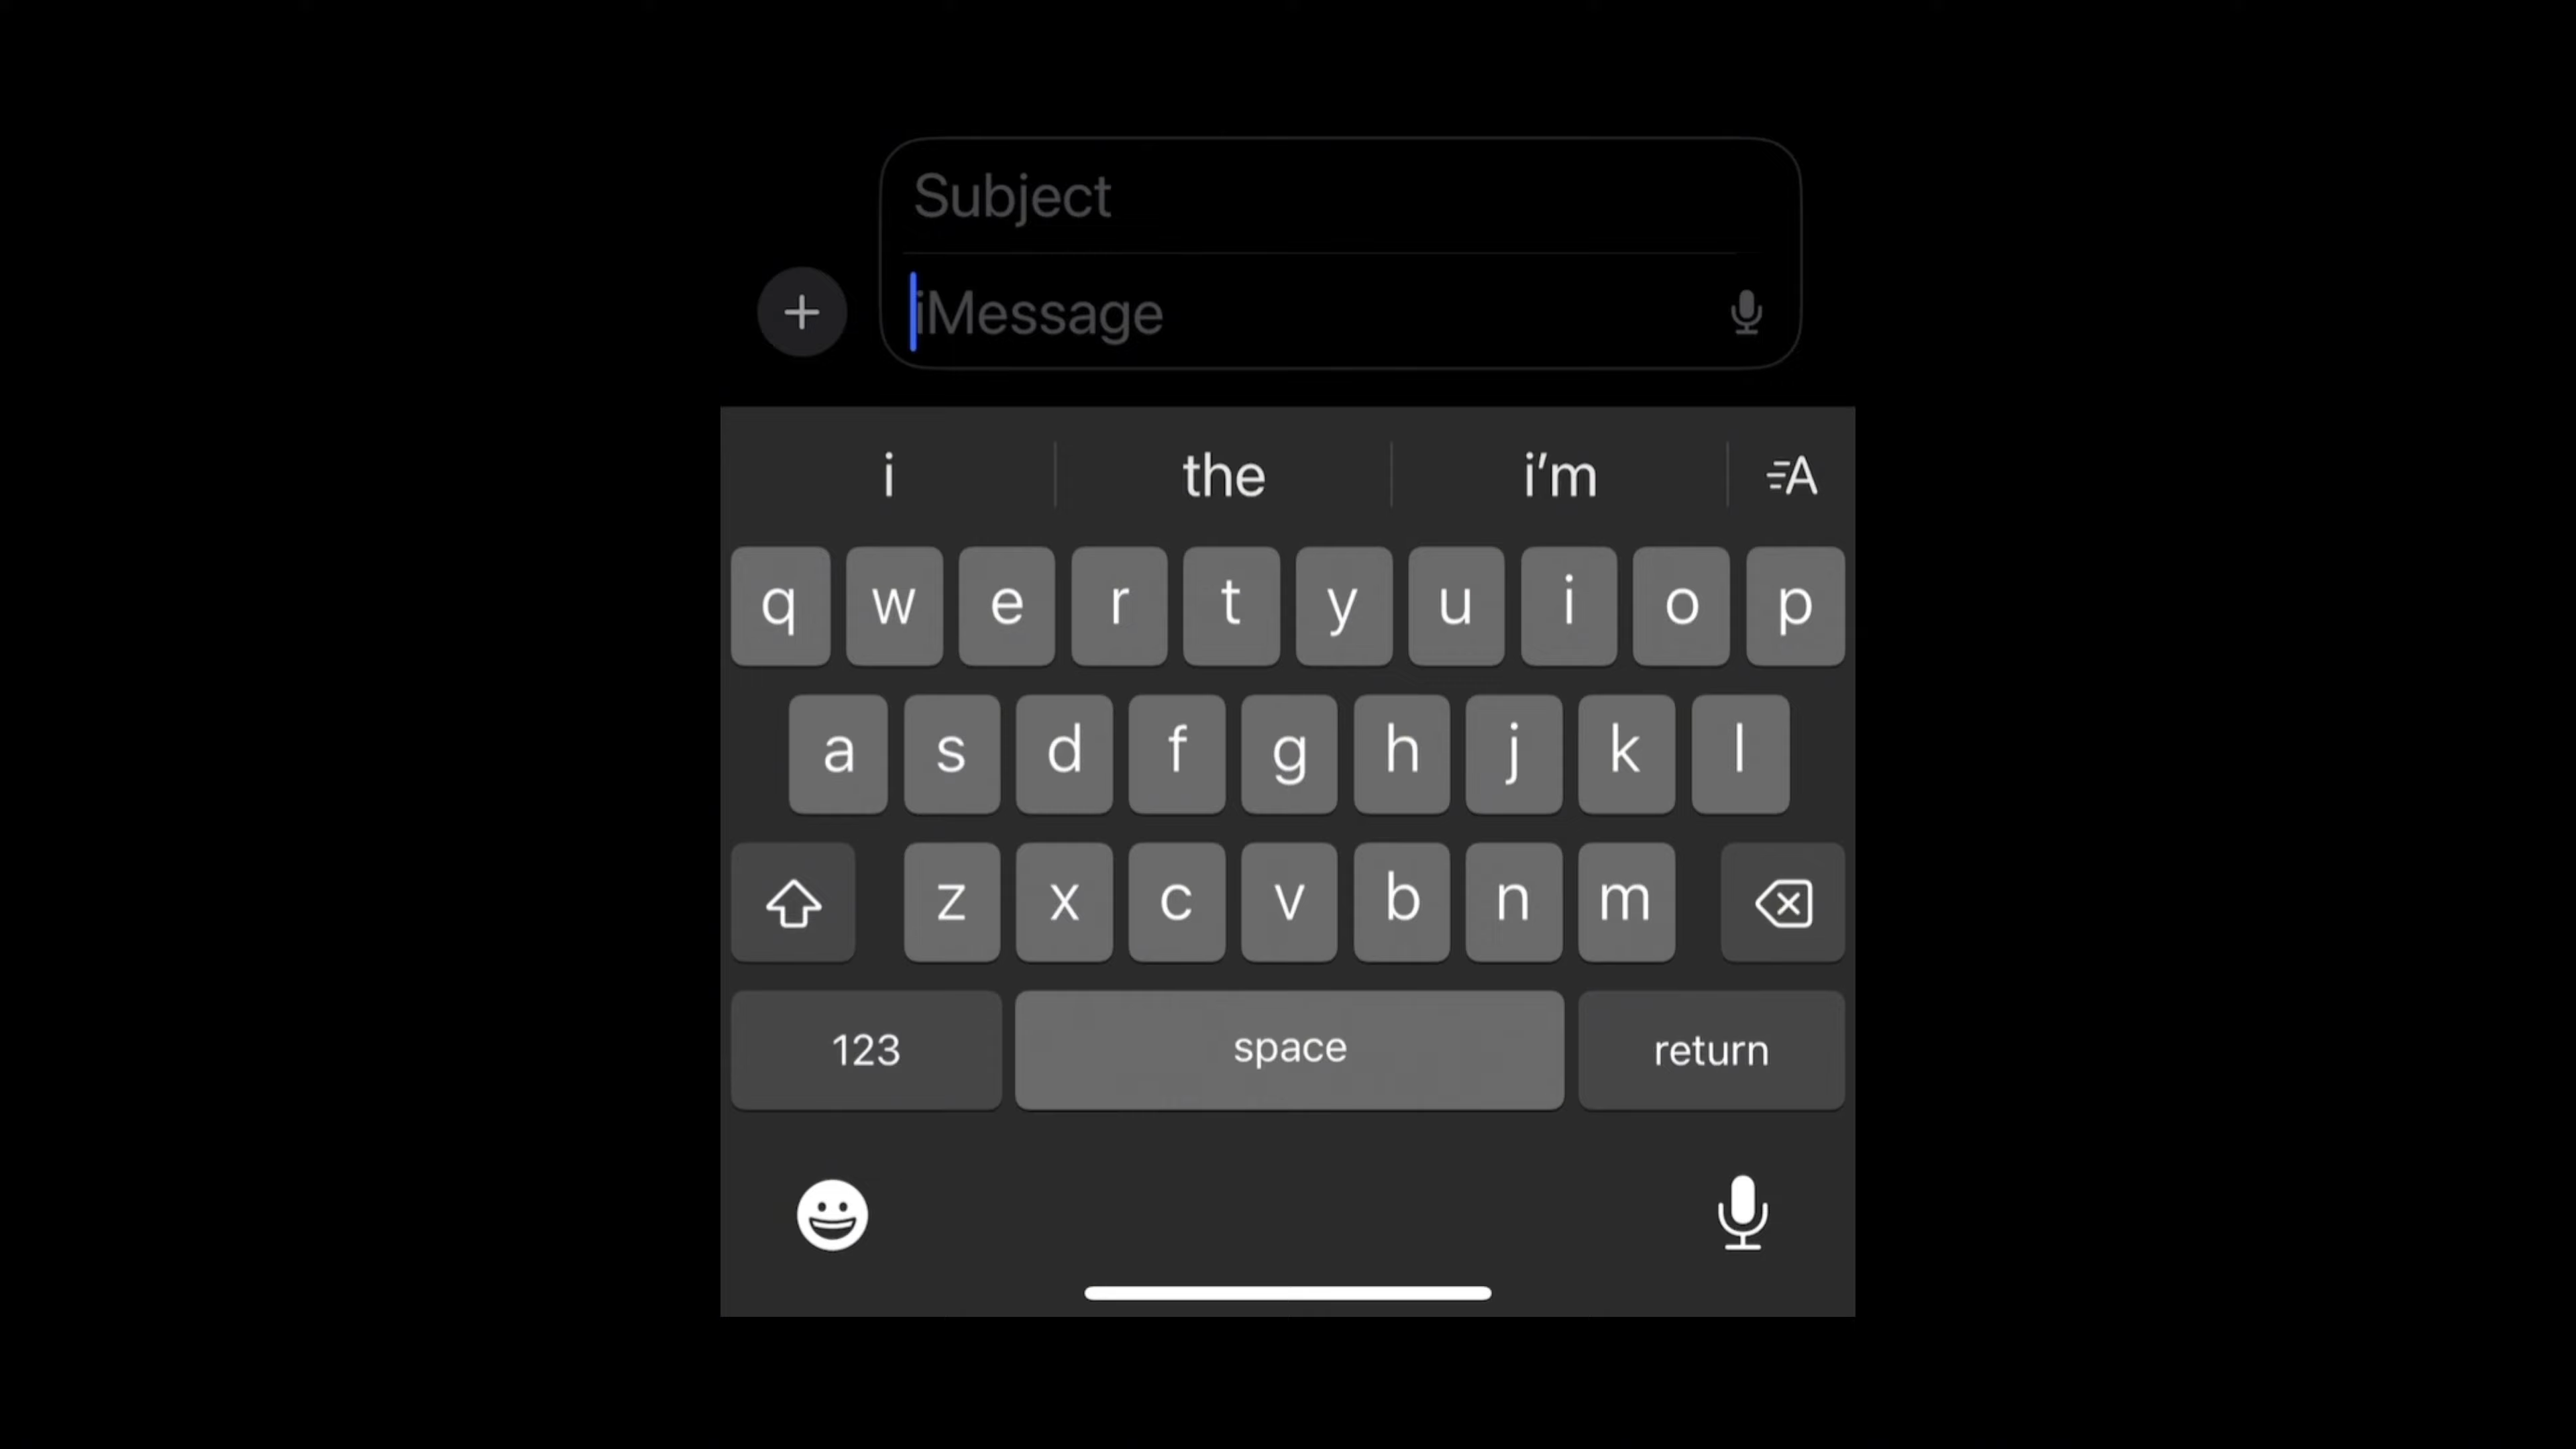 Subject
iMessage
i the i’m A
q w e r t y u i o p
a s d f g h j k l
z x c v b n m
123 space return